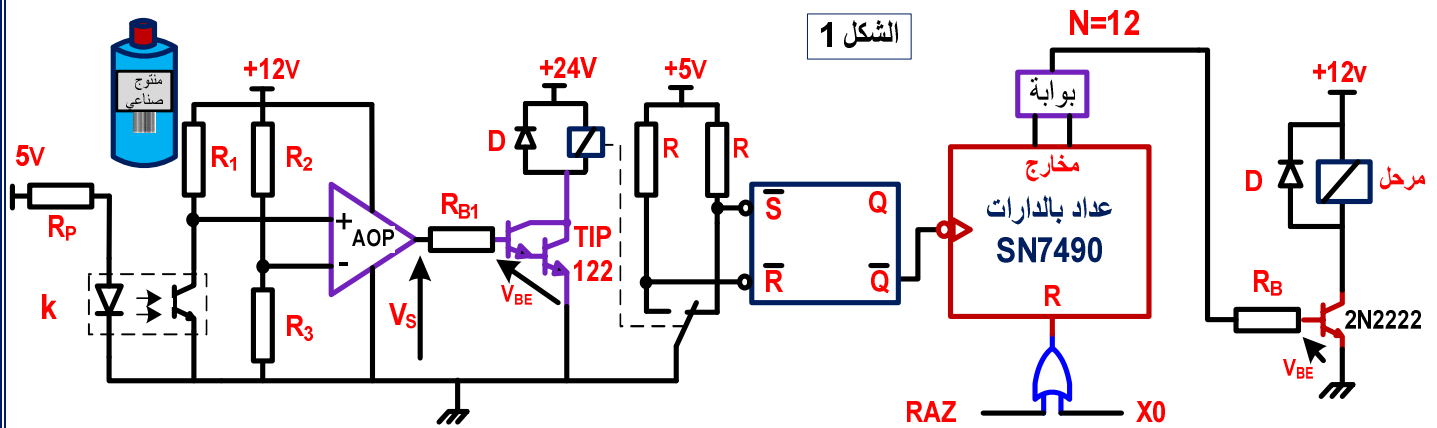 الشكل 1
N=12
منتوج
صناعي
+12V
+24V
+5V
+12v
5V
RP
k
R1
R2
R3
+
-
AOP
VS
RB1
VBE
D
TIP
122
R
R
S
R
Q
Q
بوابة
مخارج
عداد بالدارات
SN7490
R
RAZ
X0
D
مرحل
RB
VBE
2N2222